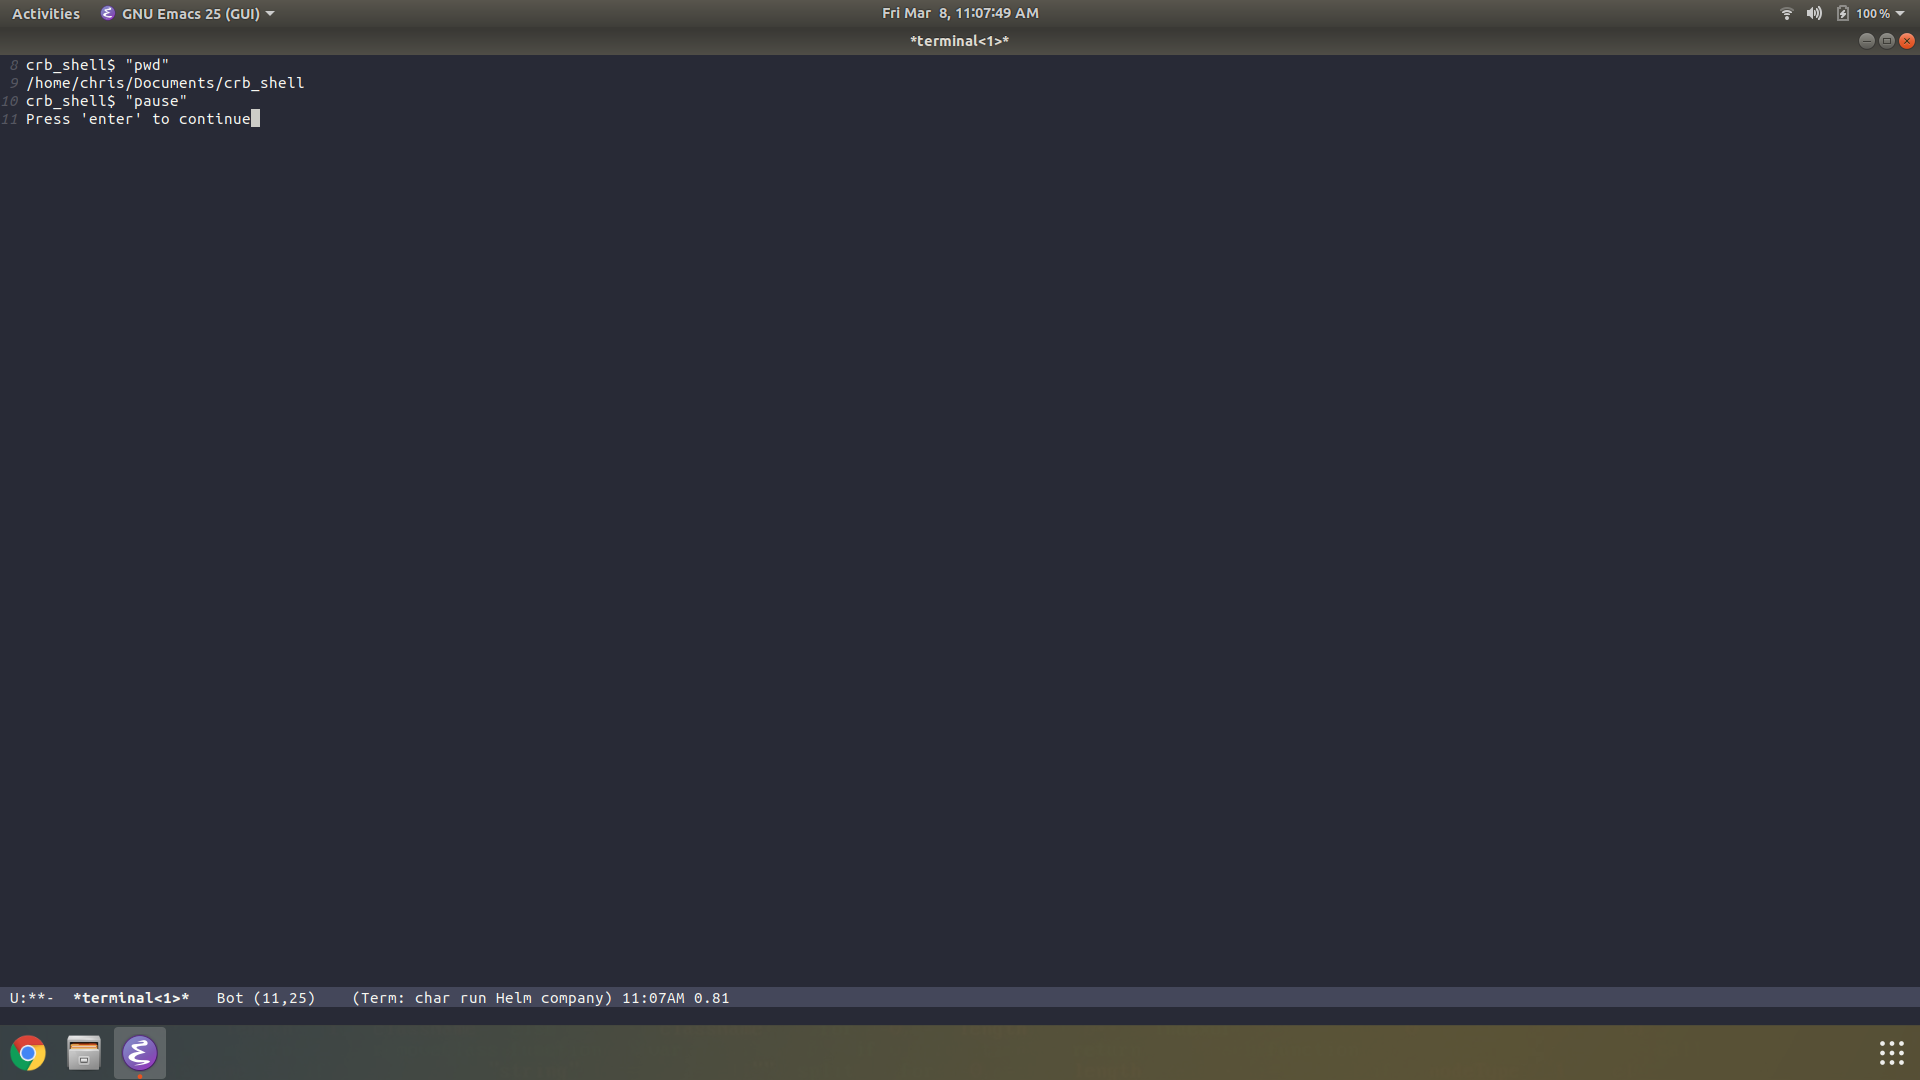 Activities GNU Emacs 25 (GUI) Fri Mar 8, 11:07:49 AM 100 %
*terminal<1>*
8 crb_shell$ "pwd"
9 /home/chris/Documents/crb_shell
10 crb_shell$ "pause"
11 Press 'enter' to continue
U:**- *terminal<1>* Bot (11,25) (Term: char run Helm company) 11:07AM 0.81